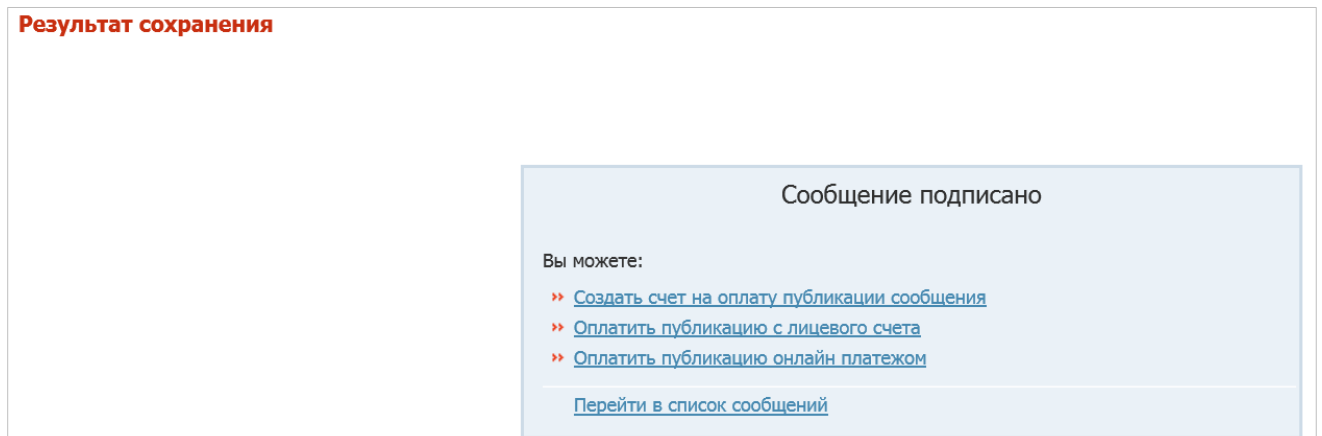 Результат сохранения
Сообщение подписано
Вы можете:
Создать счет на оплату публикации сообщения
Оплатить публикацию с лицевого счета
Оплатить публикацию онлайн платежом
Перейти в список сообщений